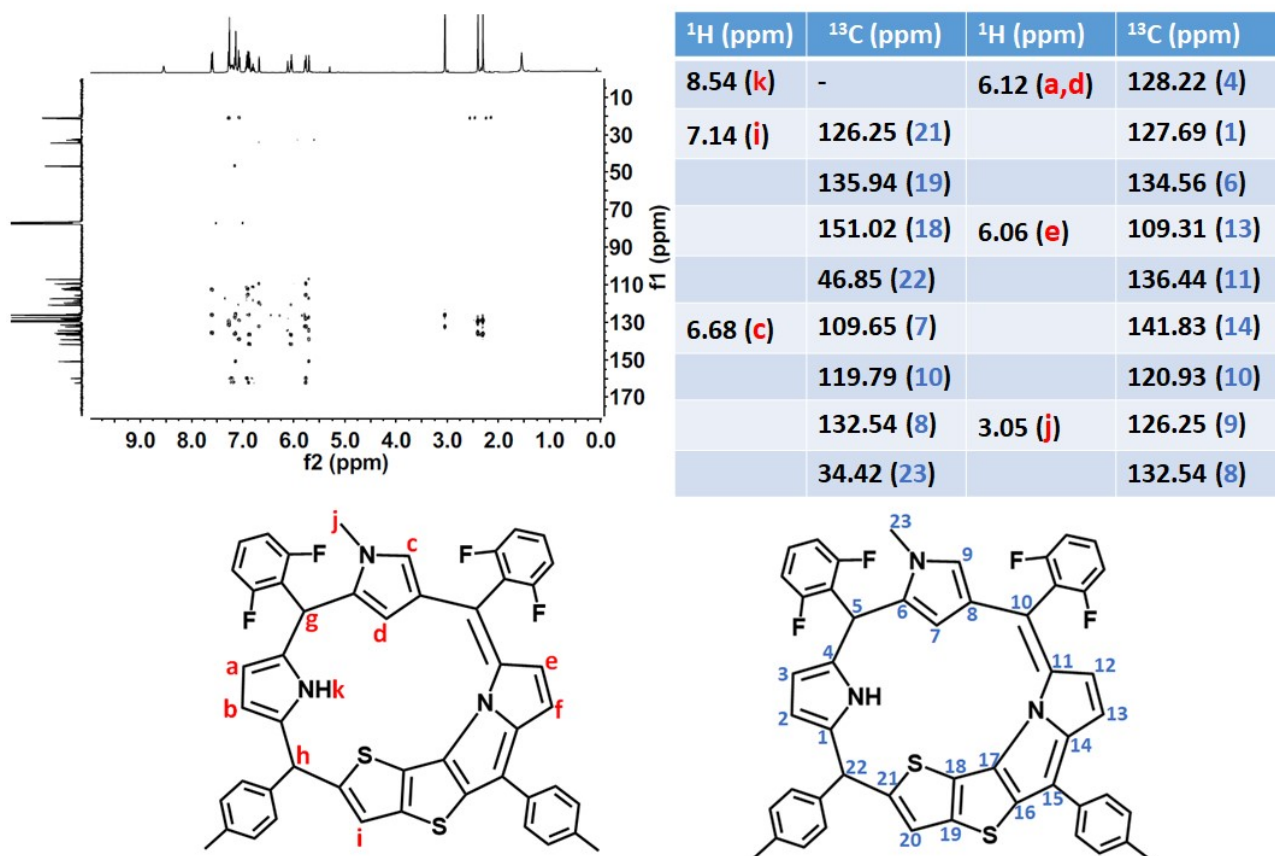 10
30
50
70
90
110
130
150
170
f1 (ppm)
9.0 8.0 7.0 6.0 5.0 4.0 3.0 2.0 1.0 0.0
f2 (ppm)
¹H (ppm) ¹³C (ppm) ¹H (ppm) ¹³C (ppm)
8.54 (k) - 6.12 (a,d) 128.22 (4)
7.14 (i) 126.25 (21) 127.69 (1)
135.94 (19) 134.56 (6)
151.02 (18) 6.06 (e) 109.31 (13)
46.85 (22) 136.44 (11)
6.68 (c) 109.65 (7) 141.83 (14)
119.79 (10) 120.93 (10)
132.54 (8) 3.05 (j) 126.25 (9)
34.42 (23) 132.54 (8)
j
F N c F
F g d F
a e
NH k N f
b
h S
i S
23
F N 9 F
10
F 5 6 8 F
7
4 11 12
3
NH N 13
2
1 14
22 S 18 17
21 15
16
20 19 S